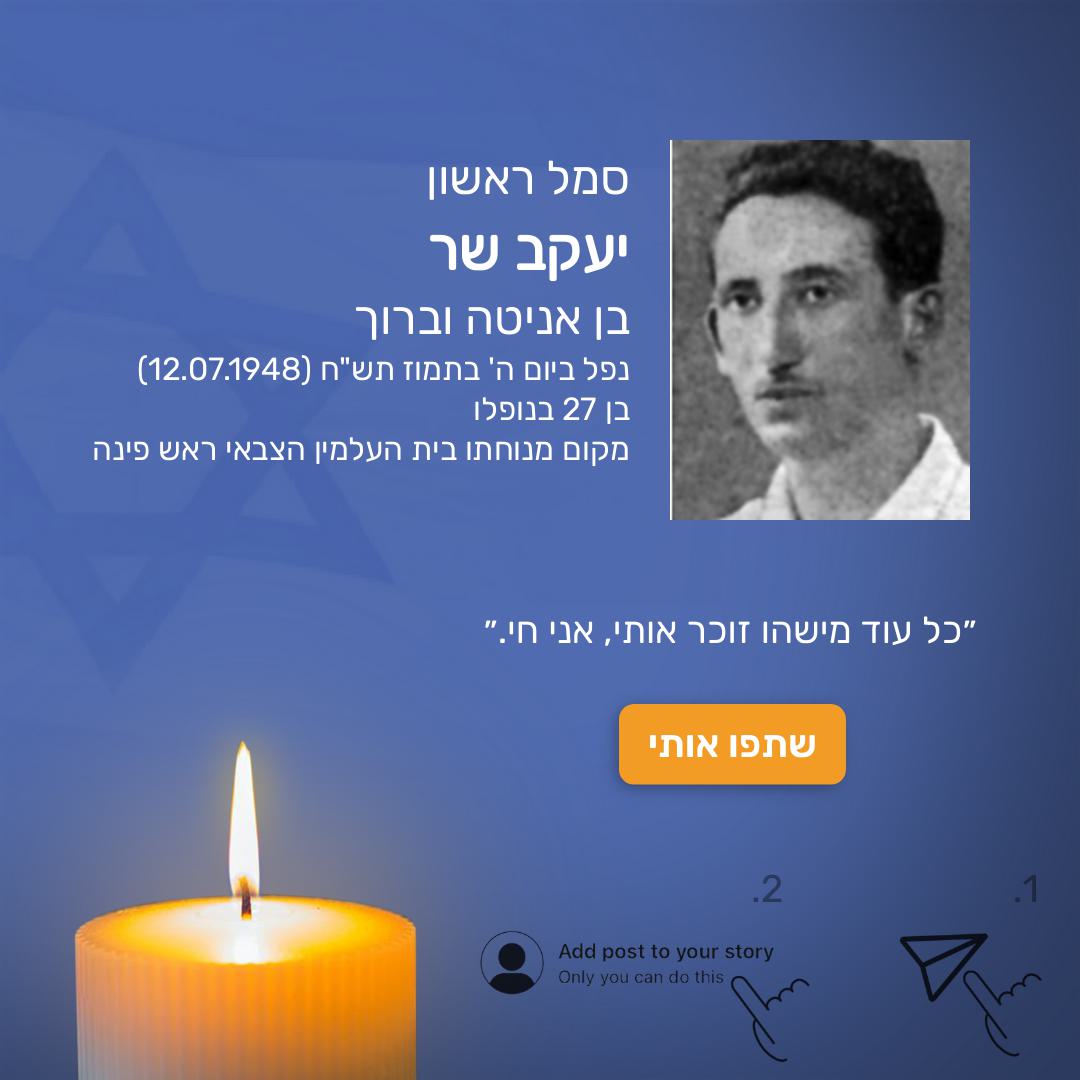 סמל ראשון
יעקב שר
בן אניטה וברוך
נפל ביום ה' בתמוז תש"ח (12.07.1948)
בן 27 בנופלו
מקום מנוחתו בית העלמין הצבאי ראש פינה
״כל עוד מישהו זוכר אותי, אני חי.״
שתפו אותי
.1
.2
Add post to your story
Only you can do this